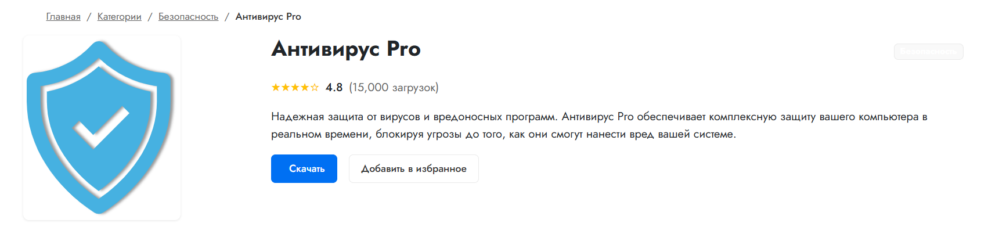 Главная / Категории / Безопасность / Антивирус Pro
Антивирус Pro
Безопасность
★★★★☆ 4.8 (15,000 загрузок)
Надежная защита от вирусов и вредоносных программ. Антивирус Pro обеспечивает комплексную защиту вашего компьютера в
реальном времени, блокируя угрозы до того, как они смогут нанести вред вашей системе.
Скачать
Добавить в избранное